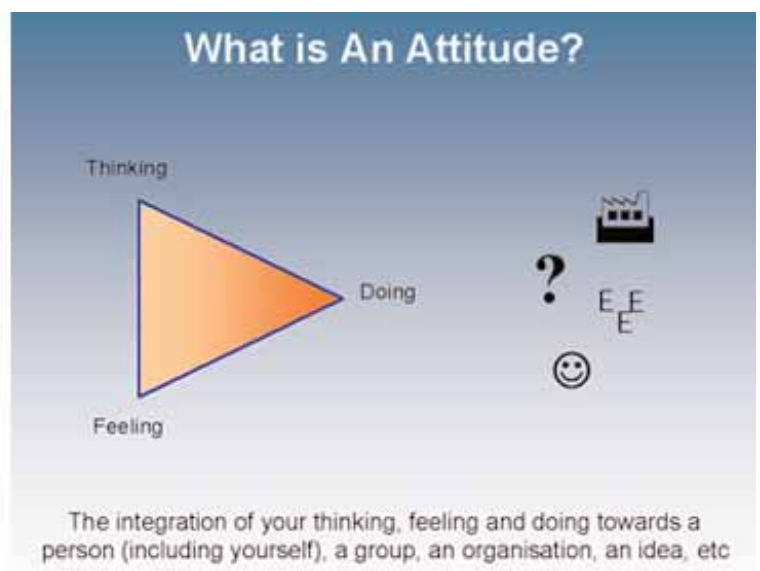 What is An Attitude?
Thinking
Doing
?
E E
E
Feeling
The integration of your thinking, feeling and doing towards a
person (including yourself), a group, an organisation, an idea, etc